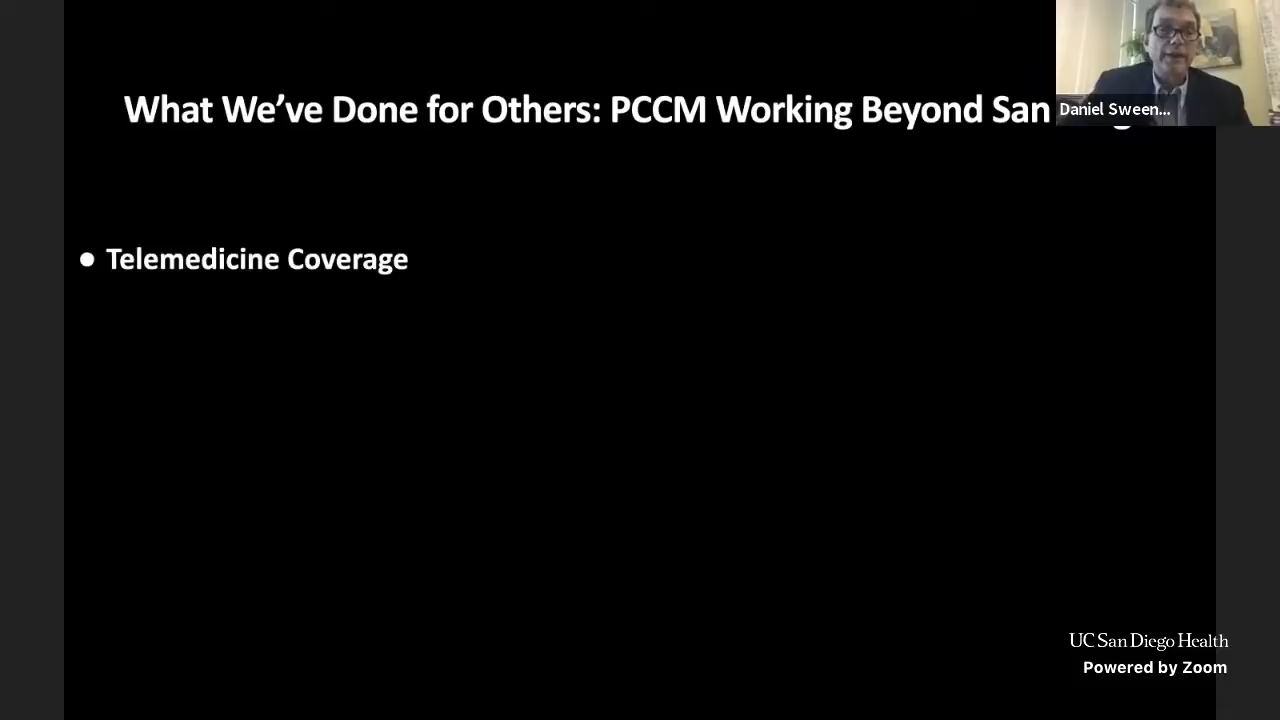 What We've Done for Others: PCCM Working Beyond San
Daniel Sween...
● Telemedicine Coverage
UC San Diego Health
Powered by Zoom